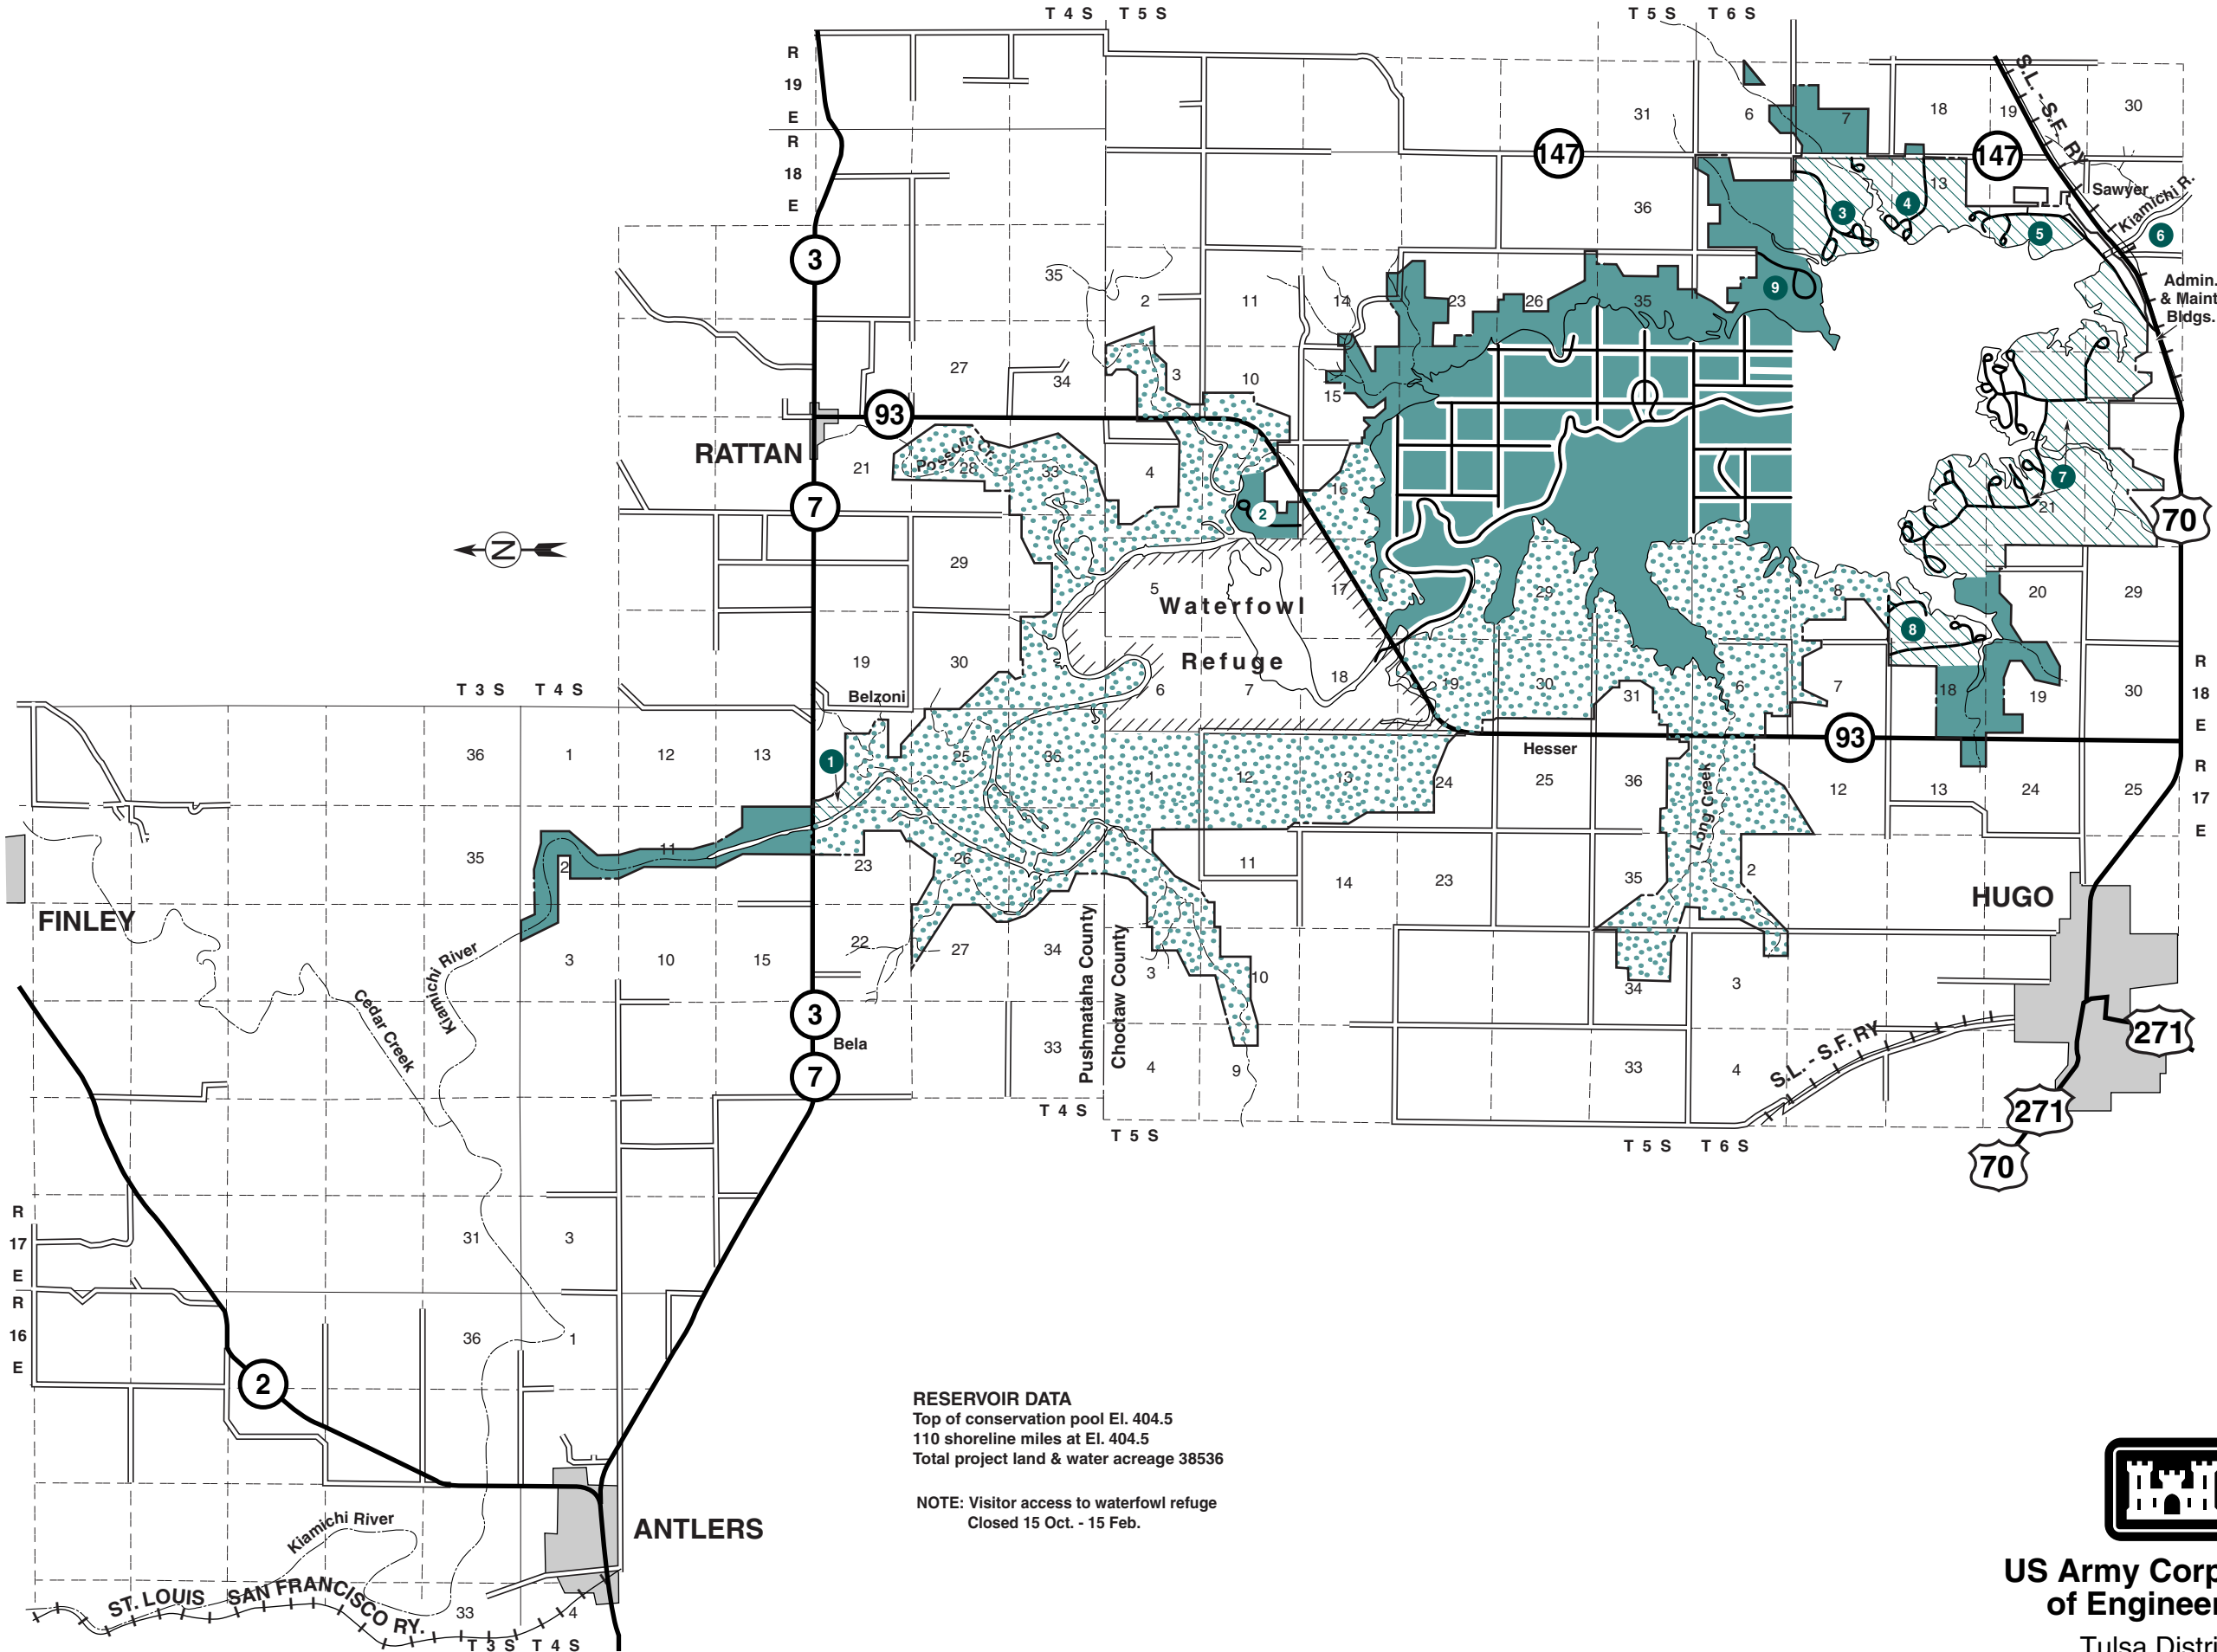 T 4 S T 5 S
T 5 S T 6 S
R
19
E
R
18
E
31
6
7
18
19
30
S.L. - S.F. RY
147
147
36
13
Sawyer
Kiamichi R.
3
4
5
6
3
35
2
11
14
23
26
35
9
Admin.
& Maint
Bldgs.
27
34
3
10
15
93
RATTAN
21
Possom Cr.
28
33
4
16
2
7
21
7
70
N
29
5
Waterfowl
17
29
5
8
20
29
Refuge
8
19
30
6
7
18
19
30
31
6
7
18
19
30
R
18
E
T 3 S T 4 S
Belzoni
36
1
12
13
1
25
36
1
12
13
24
Hesser
25
36
93
12
13
24
25
R
17
E
Long Creek
35
2
11
23
26
11
14
23
35
2
HUGO
FINLEY
Kiamichi River
3
10
15
22
27
34
Pushmataha County
Choctaw County
3
10
34
3
Cedar Creek
3
Bela
7
33
4
9
33
4
S.L. - S.F. RY
271
271
70
T 4 S
T 5 S
T 5 S T 6 S
R
17
E
R
16
E
31
3
36
1
2
RESERVOIR DATA
Top of conservation pool El. 404.5
110 shoreline miles at El. 404.5
Total project land & water acreage 38536
NOTE: Visitor access to waterfowl refuge
Closed 15 Oct. - 15 Feb.
ANTLERS
Kiamichi River
ST. LOUIS SAN FRANCISCO RY.
33
4
T 3 S T 4 S
US Army Corp
of Engineer
Tulsa Distri